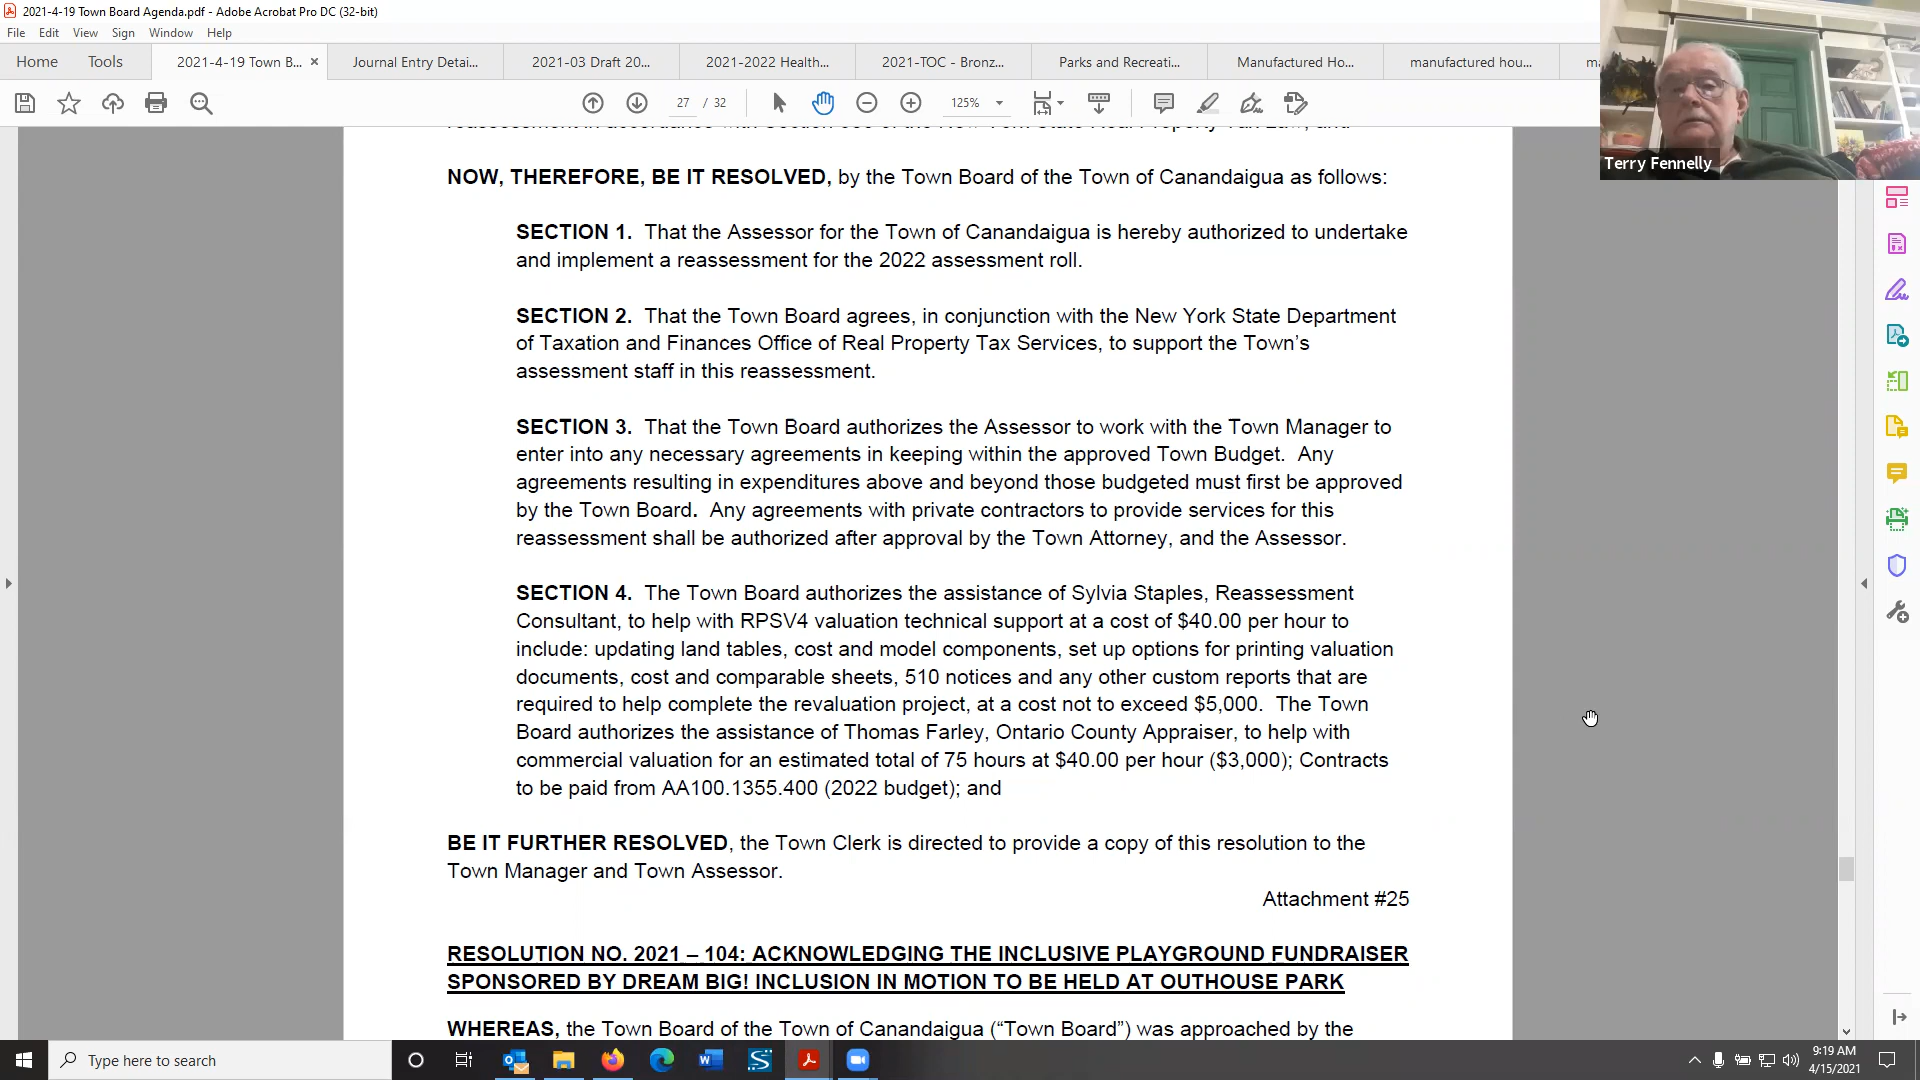 2021-4-19 Town Board Agenda.pdf - Adobe Acrobat Pro DC (32-bit)
File Edit View Sign Window Help
Home Tools 2021-4-19 Town B... × Journal Entry Detai... 2021-03 Draft 20... 2021-2022 Health... 2021-TOC - Bronz... Parks and Recreati... Manufactured Ho... manufactured hou...
27 / 32 125%
Terry Fennelly
NOW, THEREFORE, BE IT RESOLVED, by the Town Board of the Town of Canandaigua as follows:
SECTION 1. That the Assessor for the Town of Canandaigua is hereby authorized to undertake
and implement a reassessment for the 2022 assessment roll.
SECTION 2. That the Town Board agrees, in conjunction with the New York State Department
of Taxation and Finances Office of Real Property Tax Services, to support the Town’s
assessment staff in this reassessment.
SECTION 3. That the Town Board authorizes the Assessor to work with the Town Manager to
enter into any necessary agreements in keeping within the approved Town Budget. Any
agreements resulting in expenditures above and beyond those budgeted must first be approved
by the Town Board. Any agreements with private contractors to provide services for this
reassessment shall be authorized after approval by the Town Attorney, and the Assessor.
SECTION 4. The Town Board authorizes the assistance of Sylvia Staples, Reassessment
Consultant, to help with RPSV4 valuation technical support at a cost of $40.00 per hour to
include: updating land tables, cost and model components, set up options for printing valuation
documents, cost and comparable sheets, 510 notices and any other custom reports that are
required to help complete the revaluation project, at a cost not to exceed $5,000. The Town
Board authorizes the assistance of Thomas Farley, Ontario County Appraiser, to help with
commercial valuation for an estimated total of 75 hours at $40.00 per hour ($3,000); Contracts
to be paid from AA100.1355.400 (2022 budget); and
BE IT FURTHER RESOLVED, the Town Clerk is directed to provide a copy of this resolution to the
Town Manager and Town Assessor.
Attachment #25
RESOLUTION NO. 2021 – 104: ACKNOWLEDGING THE INCLUSIVE PLAYGROUND FUNDRAISER
SPONSORED BY DREAM BIG! INCLUSION IN MOTION TO BE HELD AT OUTHOUSE PARK
WHEREAS, the Town Board of the Town of Canandaigua (“Town Board”) was approached by the
Type here to search
9:19 AM
4/15/2021